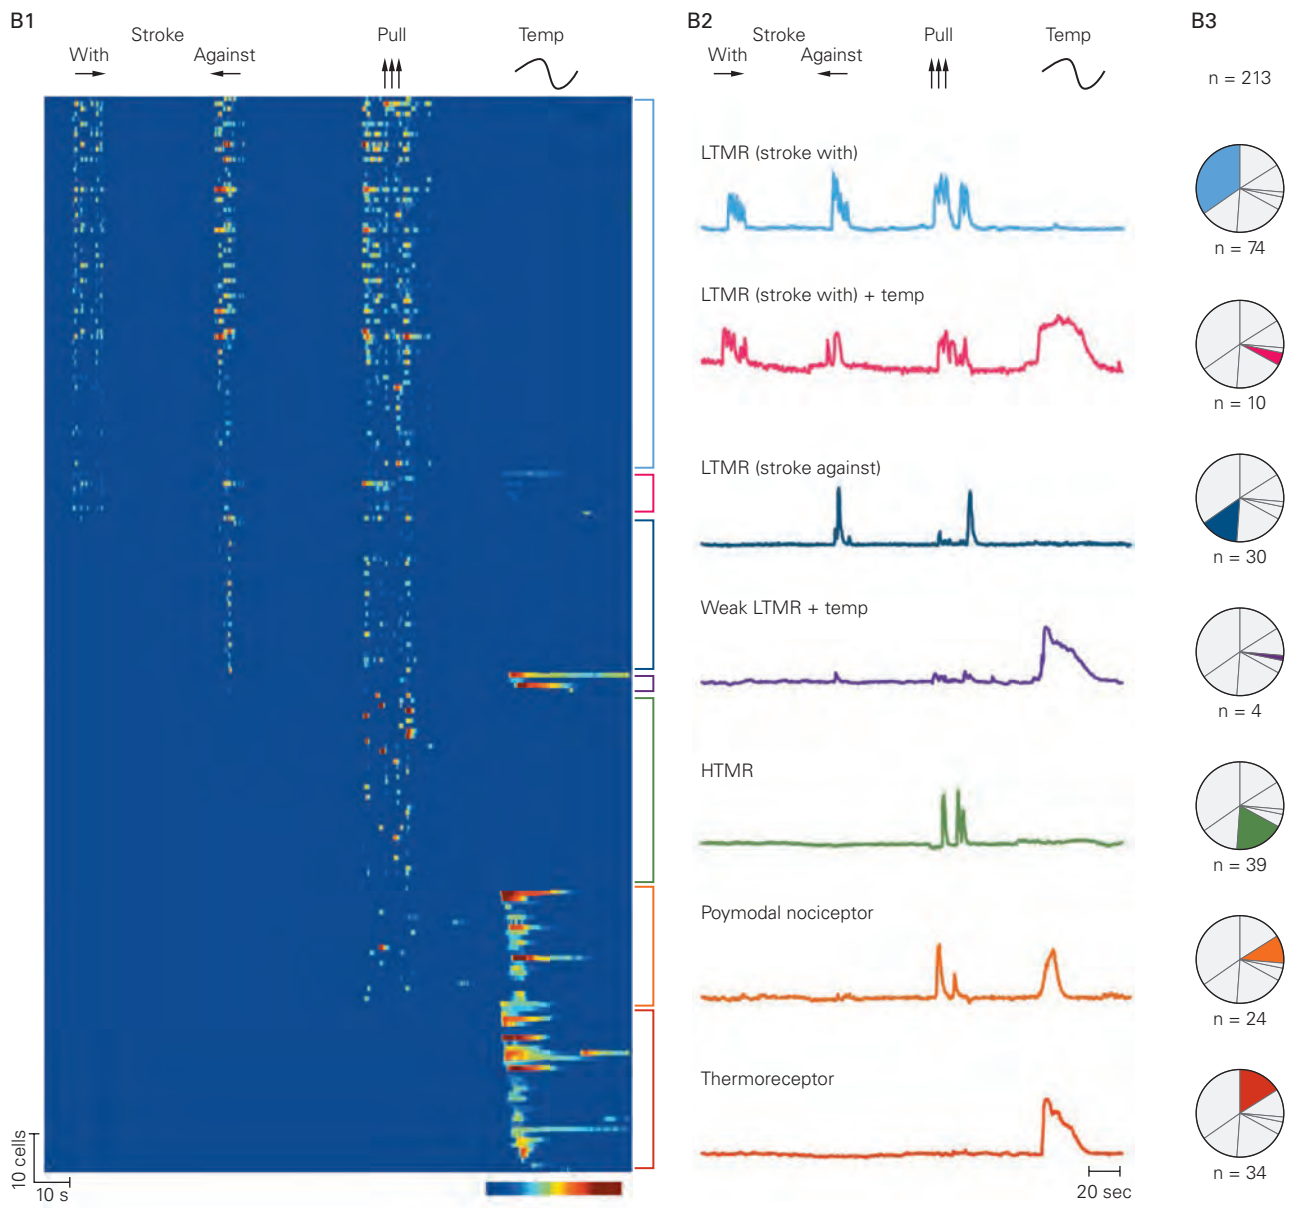 B1
Stroke
With
Against
Pull
Temp
10 cells
10 s
B2
Stroke
With
Against
Pull
Temp
LTMR (stroke with)
LTMR (stroke with) + temp
LTMR (stroke against)
Weak LTMR + temp
HTMR
Poymodal nociceptor
Thermoreceptor
20 sec
B3
n = 213
n = 74
n = 10
n = 30
n = 4
n = 39
n = 24
n = 34